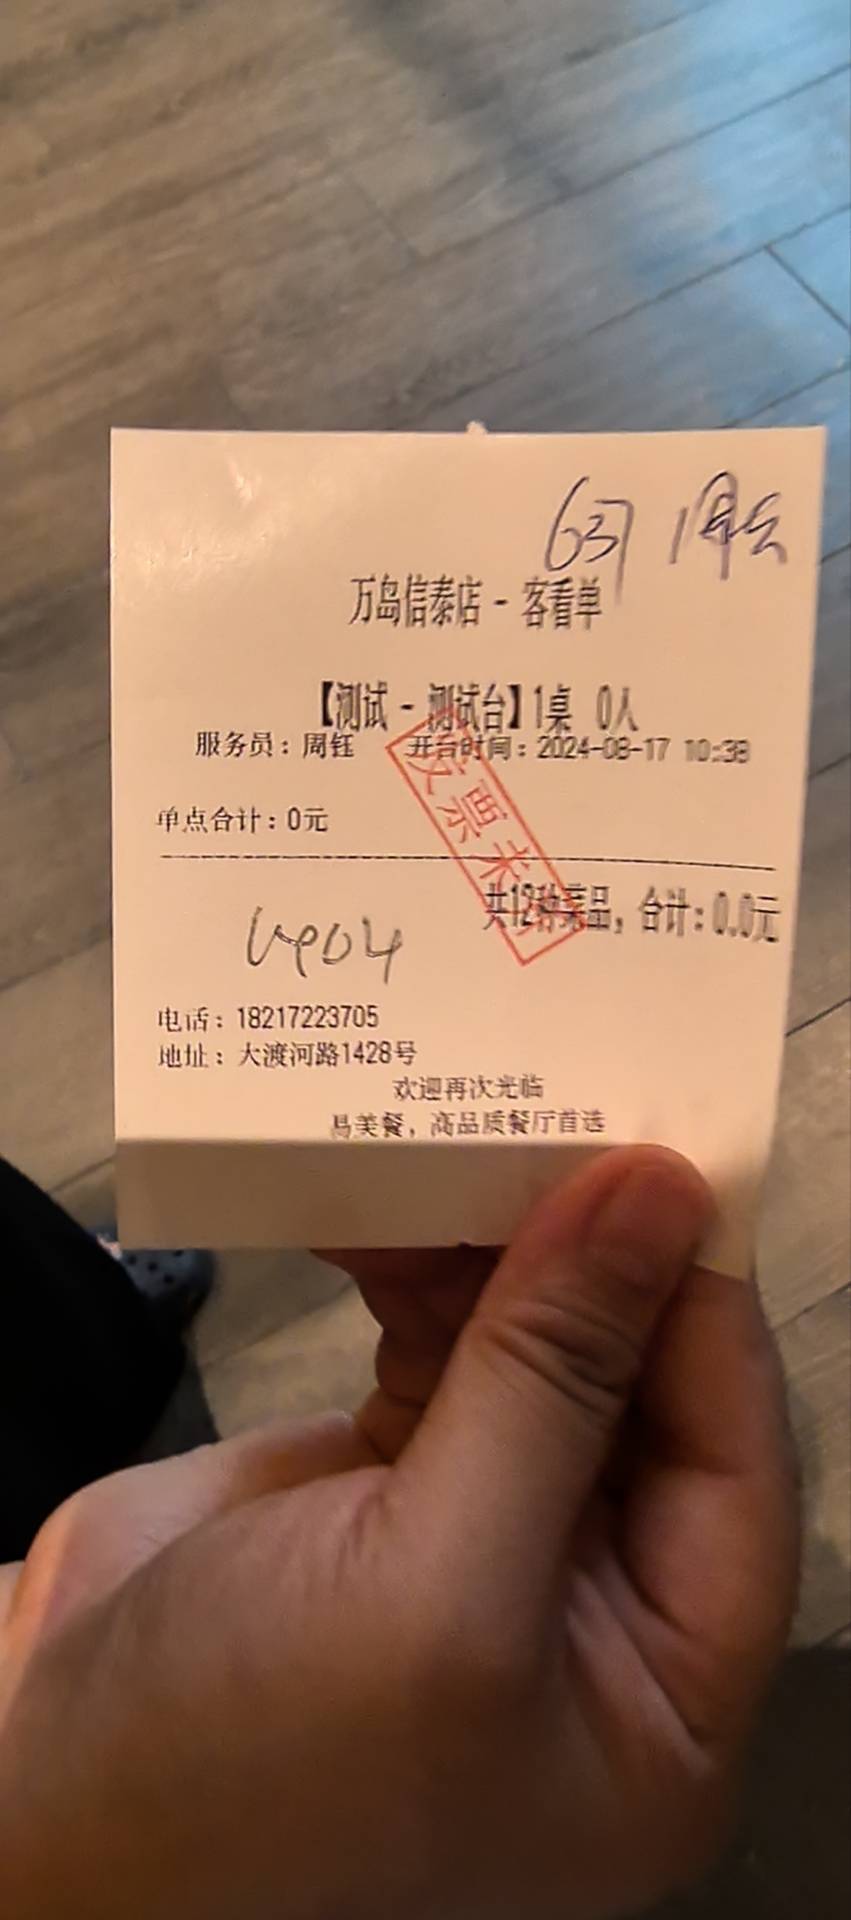 637
万岛信泰店 - 客看单
【测试 - 测试台】1桌 0人
服务员：周钰 开台时间：2024-08-17 10:38
单点合计：0元
发票未
共12种菜品，合计：0.0元
电话：18217223705
地址：大渡河路1428号
欢迎再次光临
易美餐，高品质餐厅首选